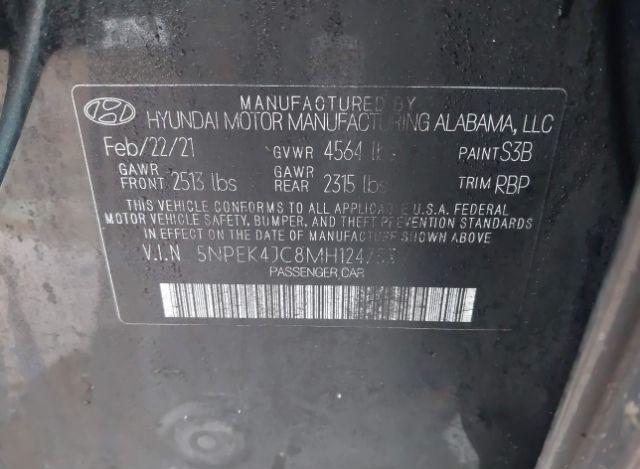 MANUFACTURED BY
HYUNDAI MOTOR MANUFACTURING ALABAMA, LLC
Feb/22/21 GVWR 4564 lbs PAINT S3B
GAWR FRONT 2513 lbs GAWR REAR 2315 lbs TRIM RBP
THIS VEHICLE CONFORMS TO ALL APPLICABLE U.S.A. FEDERAL
MOTOR VEHICLE SAFETY, BUMPER, AND THEFT PREVENTION STANDARDS
IN EFFECT ON THE DATE OF MANUFACTURE SHOWN ABOVE.
V.I.N
PASSENGER CAR